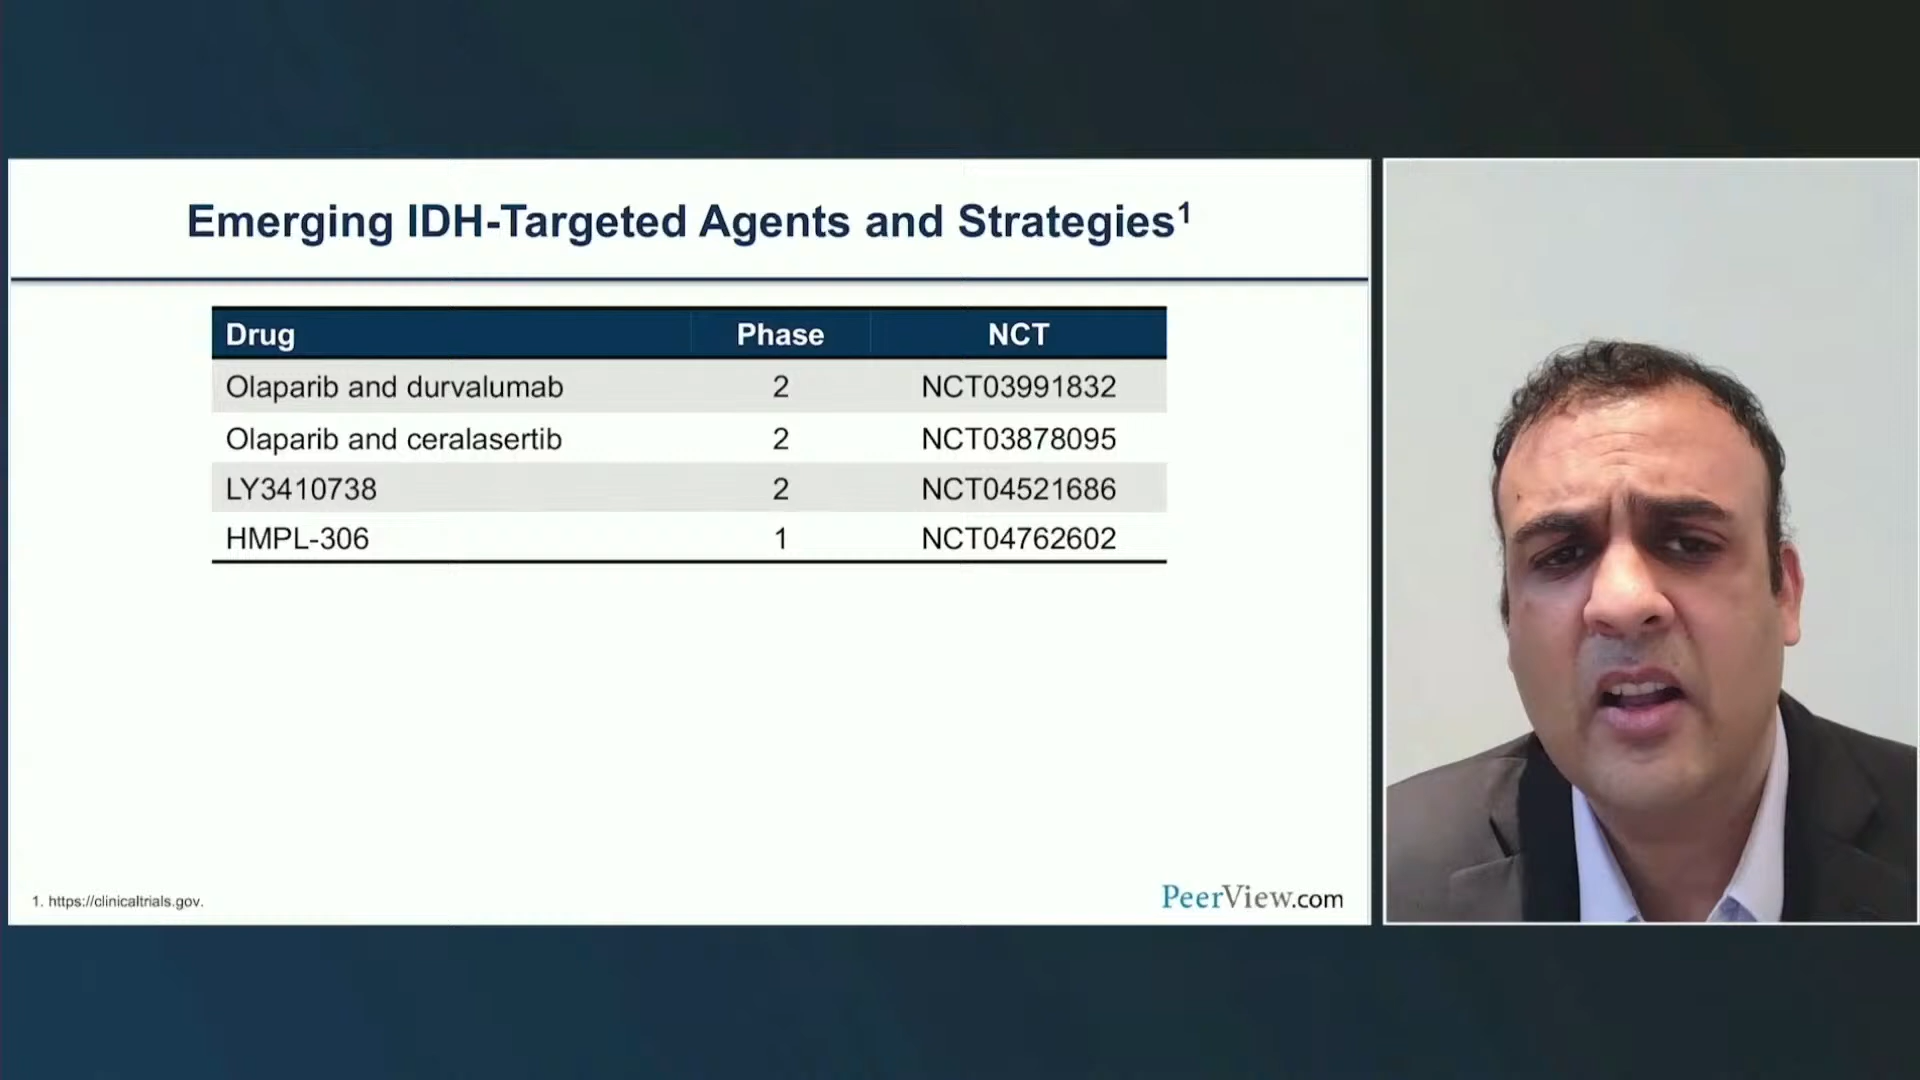 Emerging IDH-Targeted Agents and Strategies¹
Drug Phase NCT
Olaparib and durvalumab 2 NCT03991832
Olaparib and ceralasertib 2 NCT03878095
LY3410738 2 NCT04521686
HMPL-306 1 NCT04762602
1. https://clinicaltrials.gov.
PeerView.com